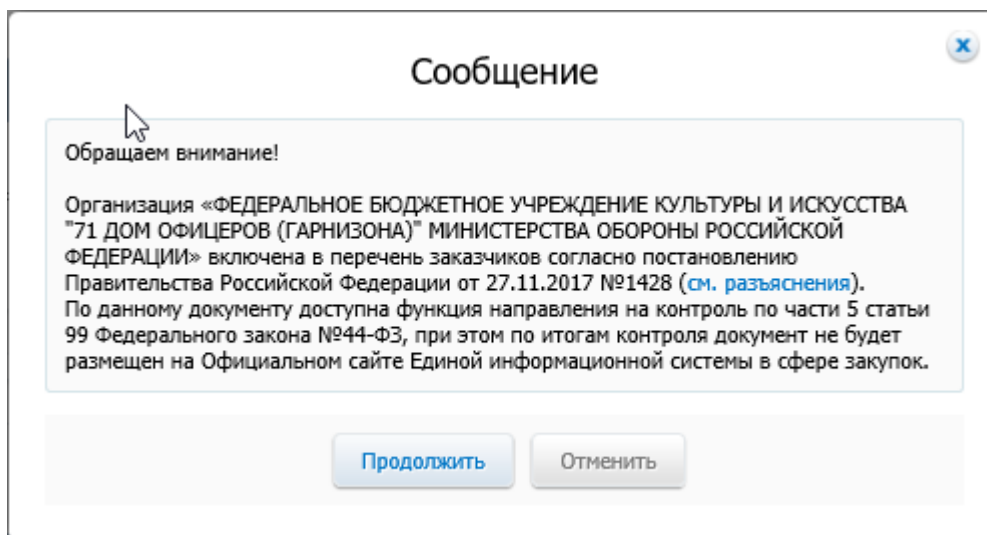 Сообщение
Обращаем внимание!
Организация «ФЕДЕРАЛЬНОЕ БЮДЖЕТНОЕ УЧРЕЖДЕНИЕ КУЛЬТУРЫ И ИСКУССТВА
"71 ДОМ ОФИЦЕРОВ (ГАРНИЗОНА)" МИНИСТЕРСТВА ОБОРОНЫ РОССИЙСКОЙ
ФЕДЕРАЦИИ» включена в перечень заказчиков согласно постановлению
Правительства Российской Федерации от 27.11.2017 №1428 (см. разъяснения).
По данному документу доступна функция направления на контроль по части 5 статьи
99 Федерального закона №44-ФЗ, при этом по итогам контроля документ не будет
размещен на Официальном сайте Единой информационной системы в сфере закупок.
Продолжить Отменить